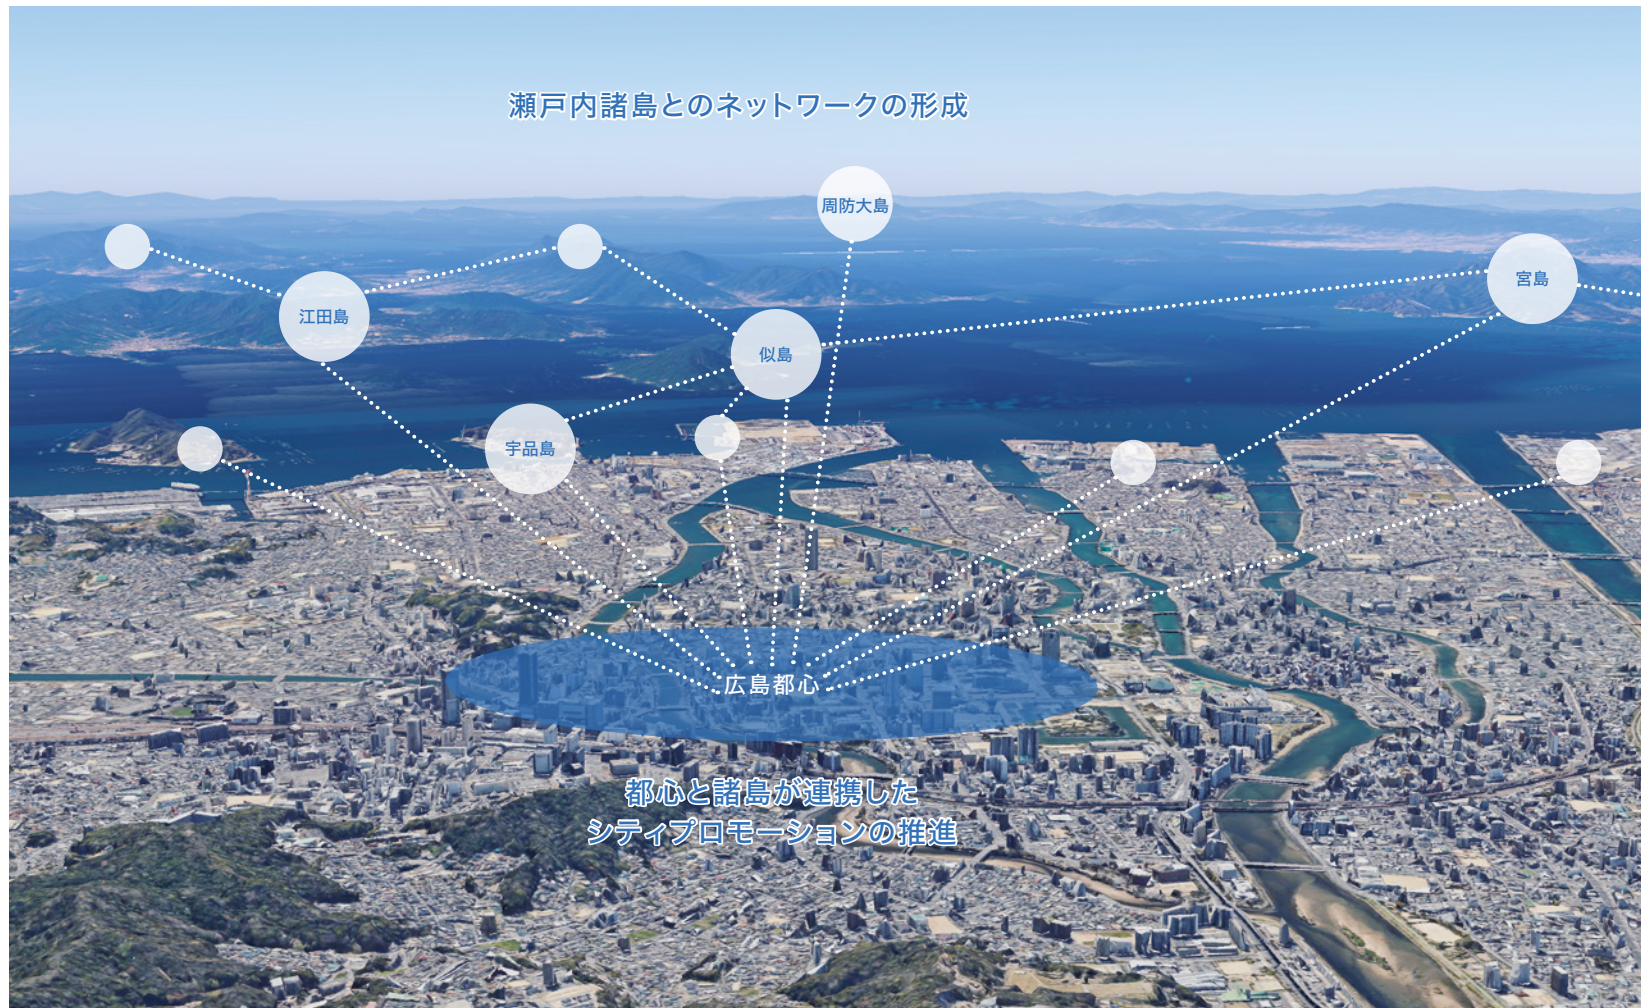 瀬戸内諸島とのネットワークの形成
周防大島
宮島
江田島
似島
宇品島
広島都心
都心と諸島が連携した
シティプロモーションの推進